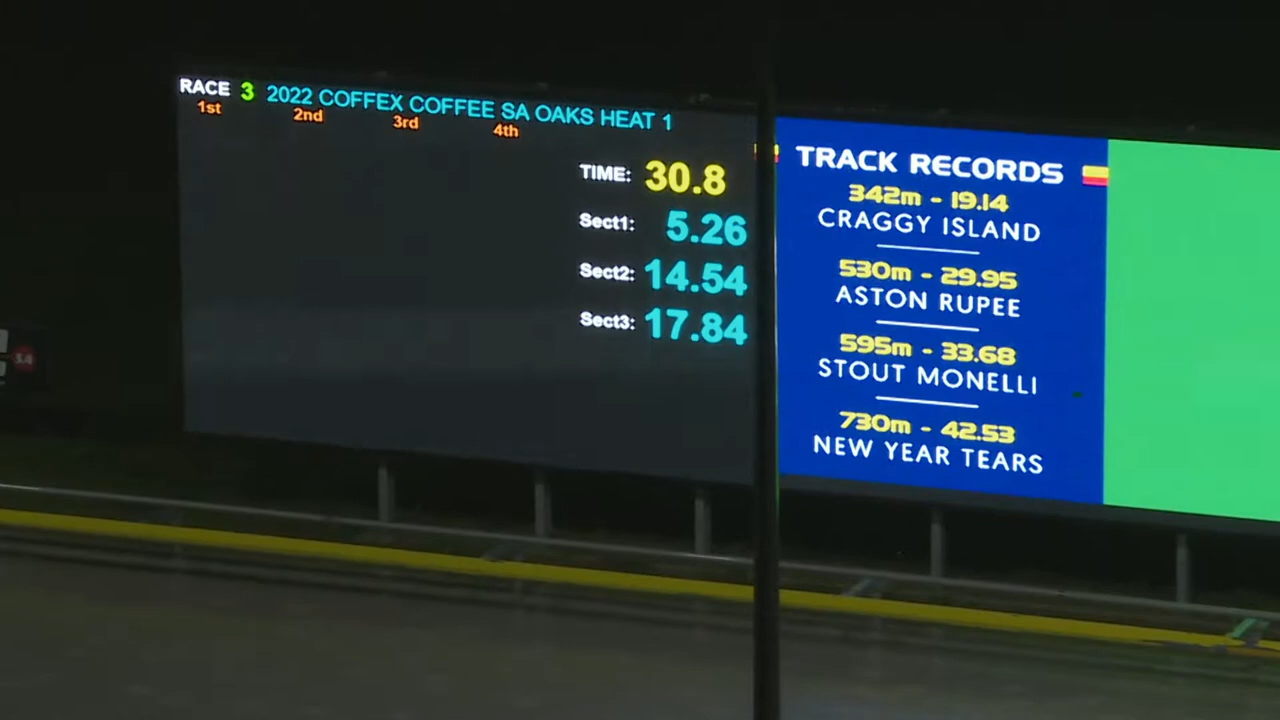 RACE 3 2022 COFFEX COFFEE SA OAKS HEAT 1
1st 2nd 3rd 4th
TIME: 30.8
Sect1: 5.26
Sect2: 14.54
Sect3: 17.84
TRACK RECORDS
342m - 19.14
CRAGGY ISLAND
530m - 29.95
ASTON RUPEE
595m - 33.68
STOUT MONELLI
730m - 42.53
NEW YEAR TEARS